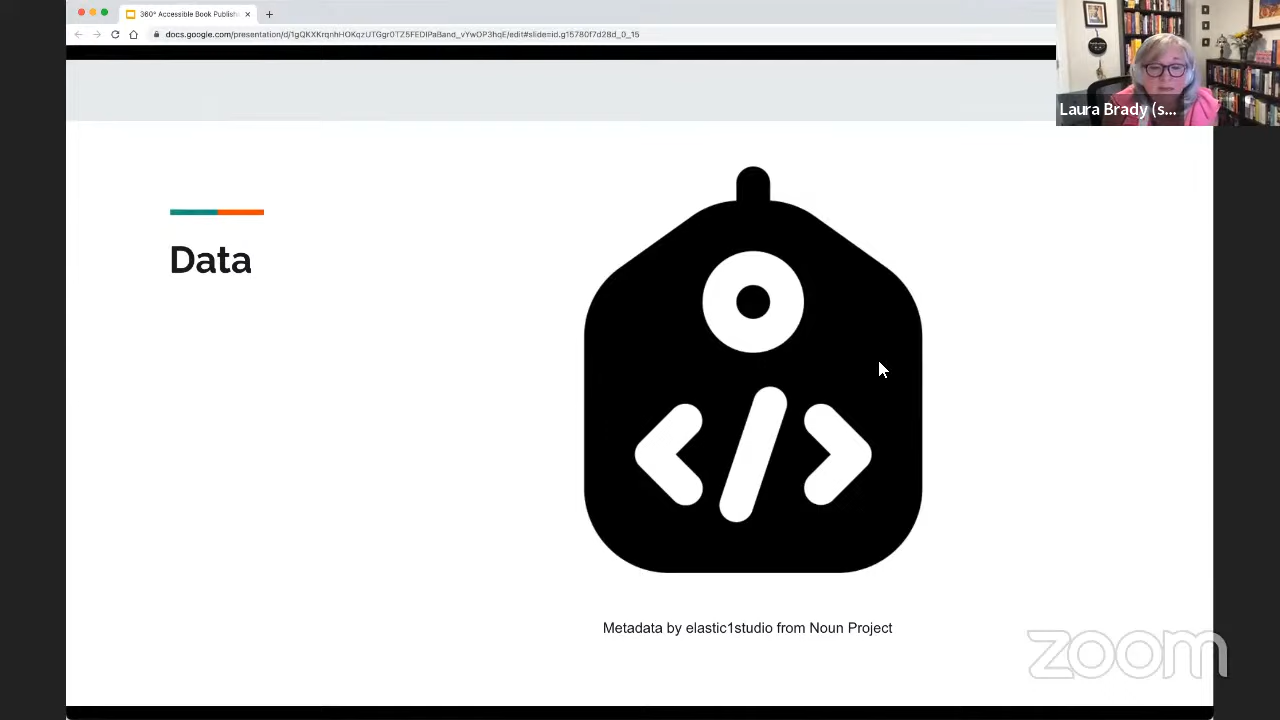 360° Accessible Book Publish
docs.google.com/presentation/d/1gQKXKrqnhHOKqzUTGgr0TZ5FEDIPaBand_vYwOP3hqE/edit#slide=id.g15780f7d28d_0_15
Laura Brady (s...
Data
</>
Metadata by elastic1studio from Noun Project
zoom